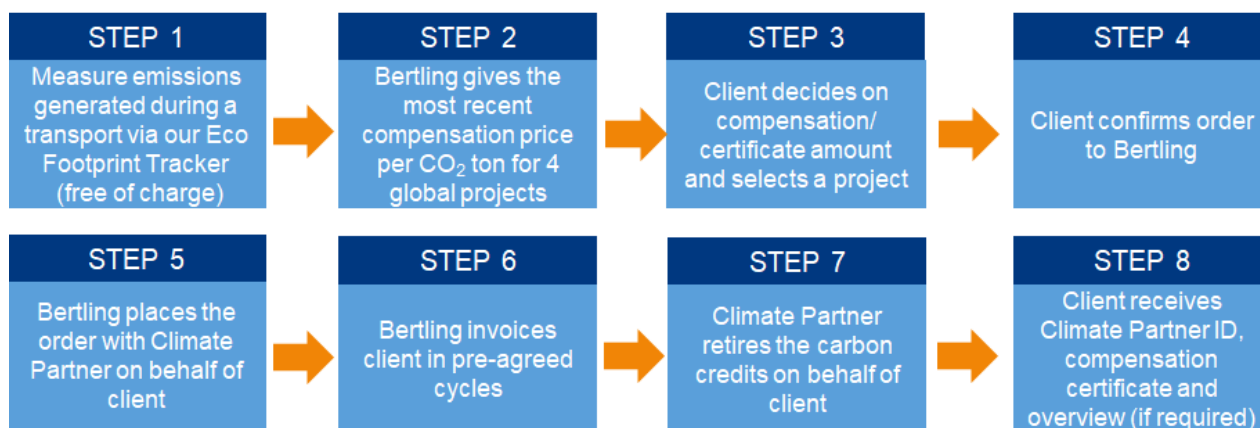 STEP 1
Measure emissions
generated during a
transport via our Eco
Footprint Tracker
(free of charge)
STEP 2
Bertling gives the
most recent
compensation price
per CO₂ ton for 4
global projects
STEP 3
Client decides on
compensation/
certificate amount
and selects a project
STEP 4
Client confirms order
to Bertling
STEP 5
Bertling places the
order with Climate
Partner on behalf of
client
STEP 6
Bertling invoices
client in pre-agreed
cycles
STEP 7
Climate Partner
retires the carbon
credits on behalf of
client
STEP 8
Client receives
Climate Partner ID,
compensation
certificate and
overview (if required)